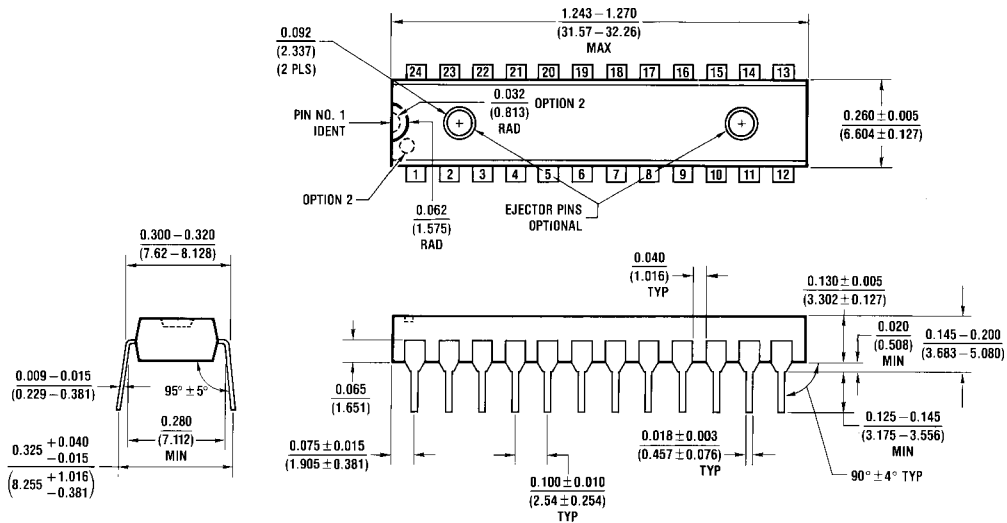 1.243 – 1.270
(31.57 – 32.26)
MAX
0.092
(2.337)
(2 PLS)
24 23 22 21 20 19 18 17 16 15 14 13
0.032
(0.813)
RAD
OPTION 2
PIN NO. 1
IDENT
0.260 ± 0.005
(6.604 ± 0.127)
1 2 3 4 5 6 7 8 9 10 11 12
OPTION 2
0.062
(1.575)
RAD
EJECTOR PINS
OPTIONAL
0.300 – 0.320
(7.62 – 8.128)
0.040
(1.016)
TYP
0.130 ± 0.005
(3.302 ± 0.127)
0.020
(0.508)
MIN
0.145 – 0.200
(3.683 – 5.080)
0.009 – 0.015
(0.229 – 0.381)
95° ± 5°
0.280
(7.112)
MIN
0.325 +0.040
–0.015
(8.255 +1.016
–0.381)
0.065
(1.651)
0.075 ± 0.015
(1.905 ± 0.381)
0.100 ± 0.010
(2.54 ± 0.254)
TYP
0.018 ± 0.003
(0.457 ± 0.076)
TYP
0.125 – 0.145
(3.175 – 3.556)
MIN
90° ± 4° TYP